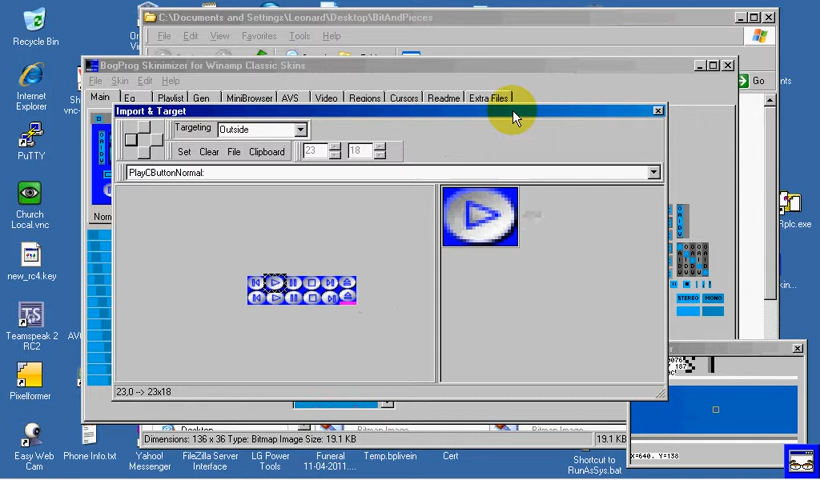 C:\Documents and Settings\Leonard\Desktop\BitAndPieces
File Edit View Favorites Tools Help
Recycle Bin
BogProg Skinimizer for Winamp Classic Skins
File Skin Edit Help
Go
Main Eq Playlist Gen MiniBrowser AVS Video Regions Cursors Readme Extra Files
Import & Target
Internet Explorer
Targeting Outside
Set Clear File Clipboard 23 18
PuTTY
PlayCButtonNormal:
Church Local.vnc
Norm
Rplc.exe
new_rc4.key
STEREO MONO
Teamspeak 2 RC2
Pixelformer
23,0 --> 23x18
Desktop Bitmap Image Bitmap Image
Dimensions: 136 x 36 Type: Bitmap Image Size: 19.1 KB 19.1 KB
Easy Web Cam
Phone Info.txt
Yahoo! Messenger
FileZilla Server Interface
LG Power Tools
Funeral 11-04-2011...
Temp.bplivein
Cert
Shortcut to RunAsSys.bat
X=640, Y=138